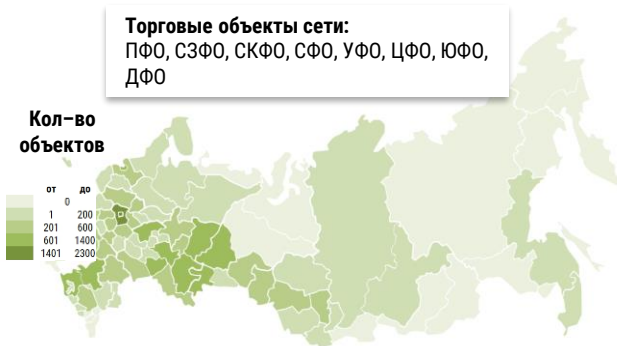 Торговые объекты сети:
ПФО, СЗФО, СКФО, СФО, УФО, ЦФО, ЮФО,
ДФО
Кол-во
объектов
от до
0
1 200
201 600
601 1400
1401 2300